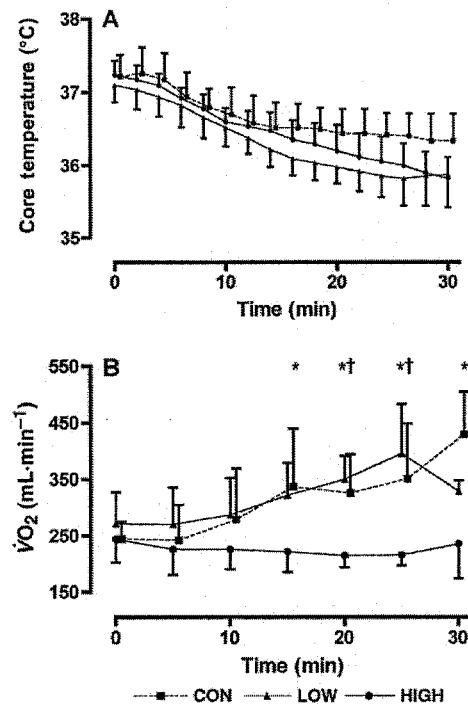 A
Core temperature (°C)
38
37
36
35
0 10 20 30
Time (min)
B
* *† *† *
V̇O₂ (mL·min⁻¹)
550
450
350
250
150
0 10 20 30
Time (min)
CON LOW HIGH